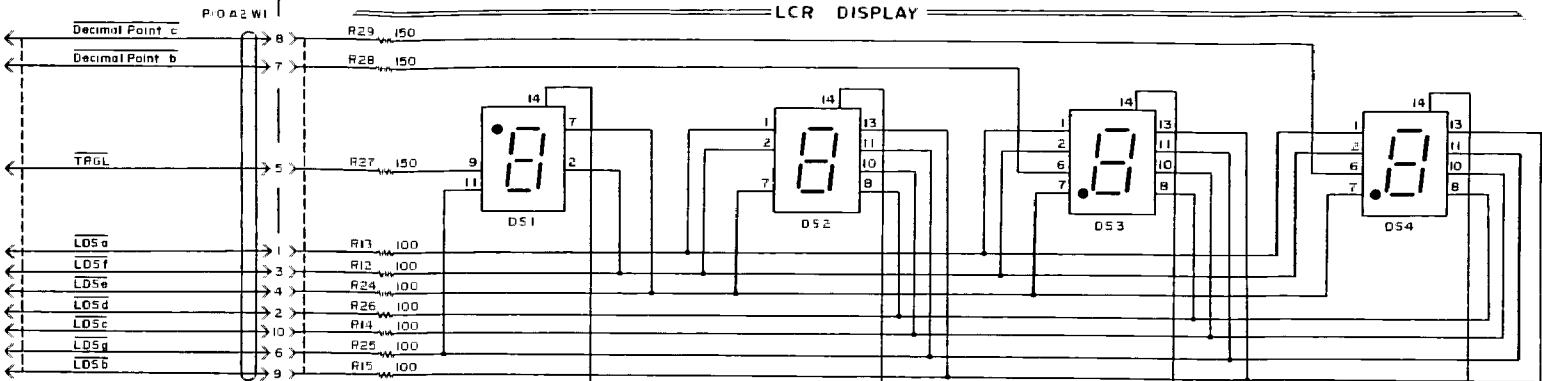 P/O A2 W1
LCR DISPLAY
Decimal Point c 8 R29 150
Decimal Point b 7 R28 150
14 14 14 14
7 1 13 1 13 1 13
2 11 2 11 2 11
TRGL 5 R27 150 9 2 10 6 10 6 10
11 7 8 7 8 7 8
DS1 DS2 DS3 DS4
LDSa 1 R13 100
LDSf 3 R12 100
LDSe 4 R24 100
LDSd 2 R26 100
LDSc 10 R14 100
LDSg 6 R25 100
LDSb 9 R15 100